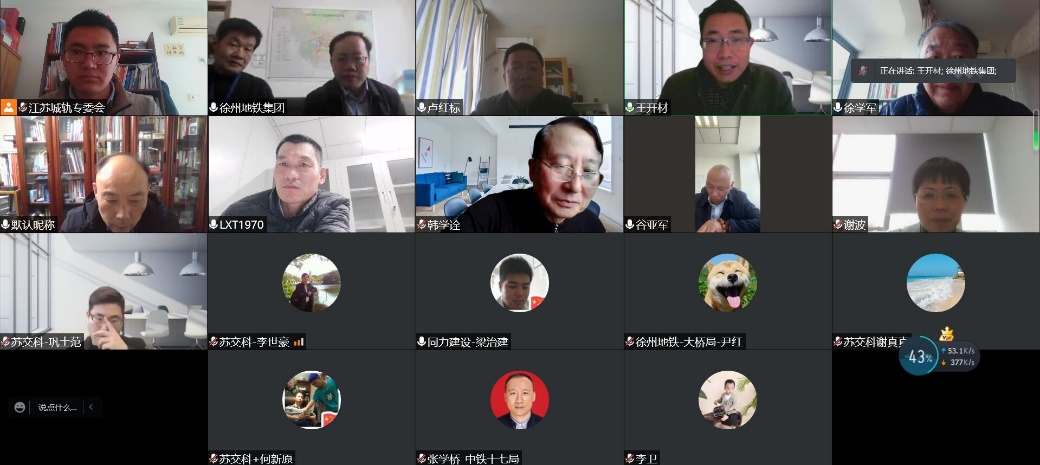 江苏城轨专委会
徐州地铁集团
卢红标
王开材
正在讲话: 王开材; 徐州地铁集团;
徐学军
默认昵称
LXT1970
韩学诠
谷亚军
谢波
苏交科-巩士范
苏交科-李世豪
同力建设-梁治建
徐州地铁-大桥局-尹红
苏交科谢真真
43%
53.1K/s
377K/s
说点什么...
苏交科+何新原
张学桥 中铁十七局
李卫